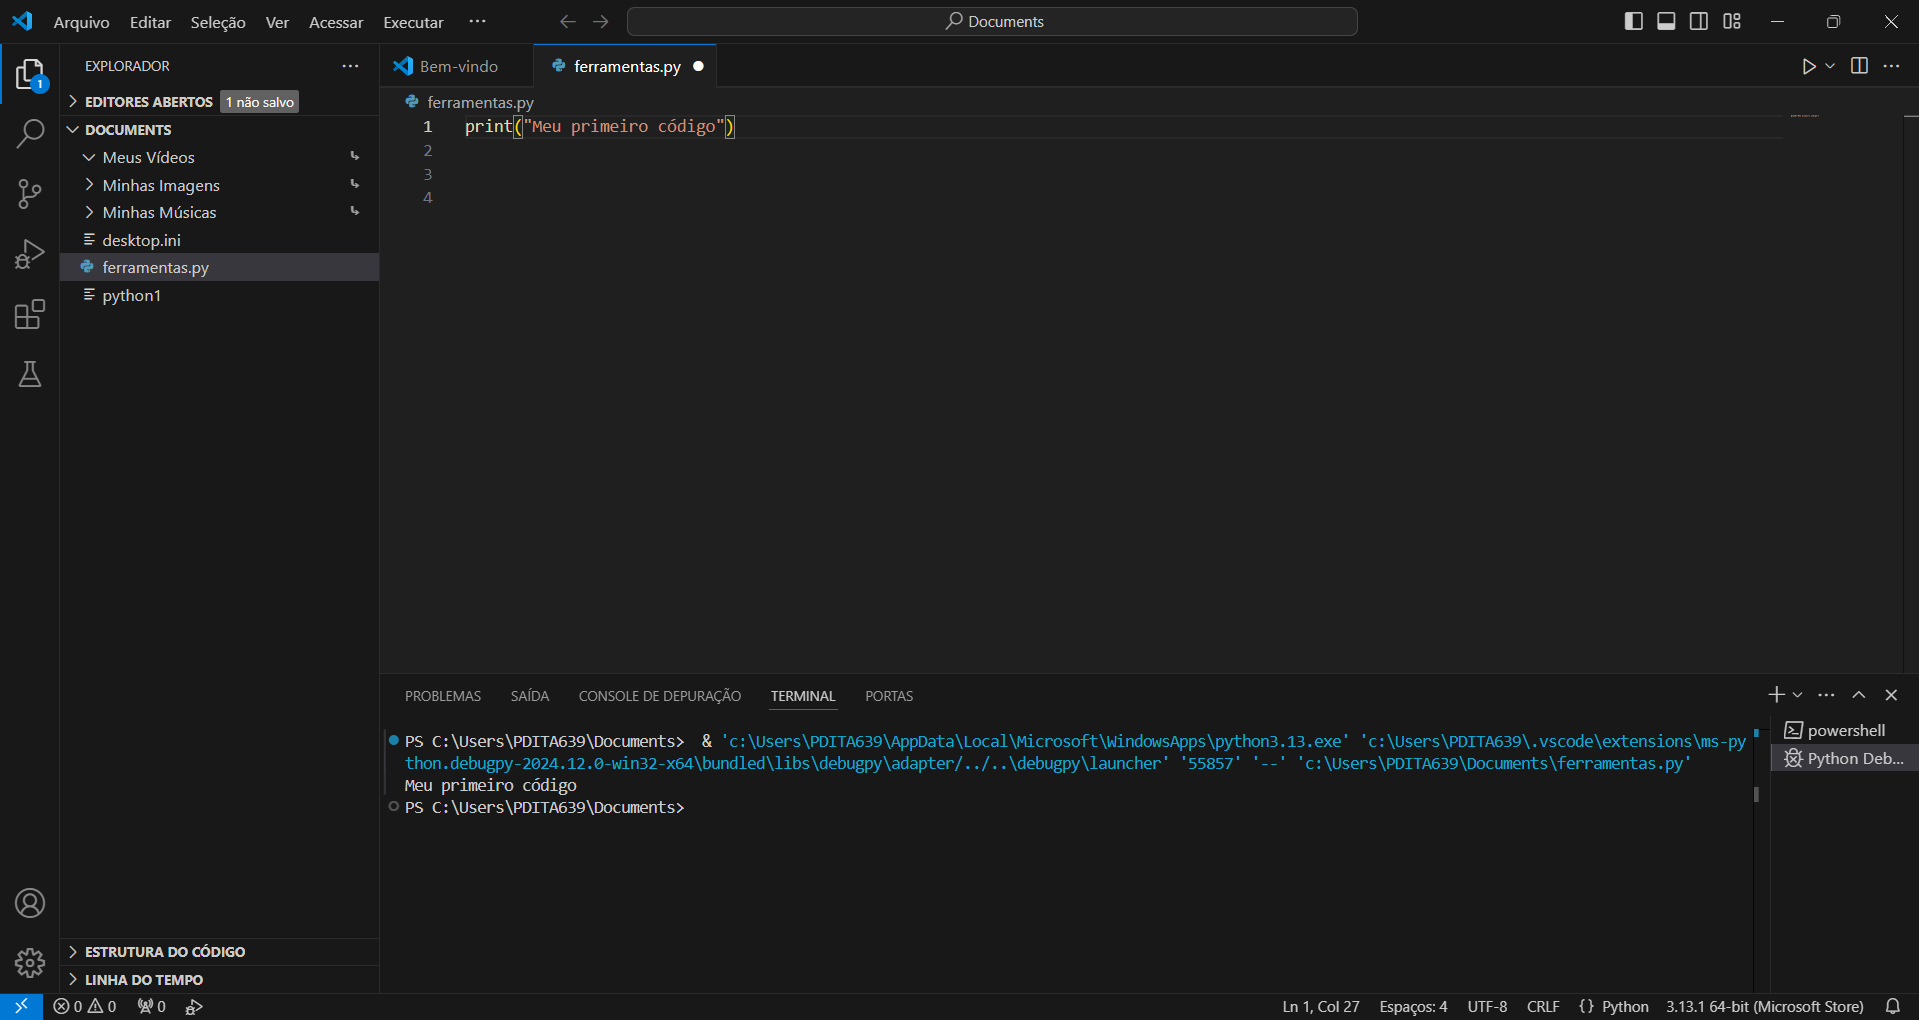 Arquivo Editar Seleção Ver Acessar Executar ··· Documents
EXPLORADOR ···
EDITORES ABERTOS 1 não salvo
DOCUMENTS
Meus Vídeos
Minhas Imagens
Minhas Músicas
desktop.ini
ferramentas.py
python1
ESTRUTURA DO CÓDIGO
LINHA DO TEMPO
Bem-vindo ferramentas.py
ferramentas.py
1 print("Meu primeiro código")
2
3
4
PROBLEMAS SAÍDA CONSOLE DE DEPURAÇÃO TERMINAL PORTAS
PS C:\Users\PDITA639\Documents> & 'c:\Users\PDITA639\AppData\Local\Microsoft\WindowsApps\python3.13.exe' 'c:\Users\PDITA639\.vscode\extensions\ms-py
thon.debugpy-2024.12.0-win32-x64\bundled\libs\debugpy\adapter/../..\debugpy\launcher' '55857' '--' 'c:\Users\PDITA639\Documents\ferramentas.py'
Meu primeiro código
PS C:\Users\PDITA639\Documents>
powershell
Python Deb...
0 0 0 Ln 1, Col 27 Espaços: 4 UTF-8 CRLF {} Python 3.13.1 64-bit (Microsoft Store)
1